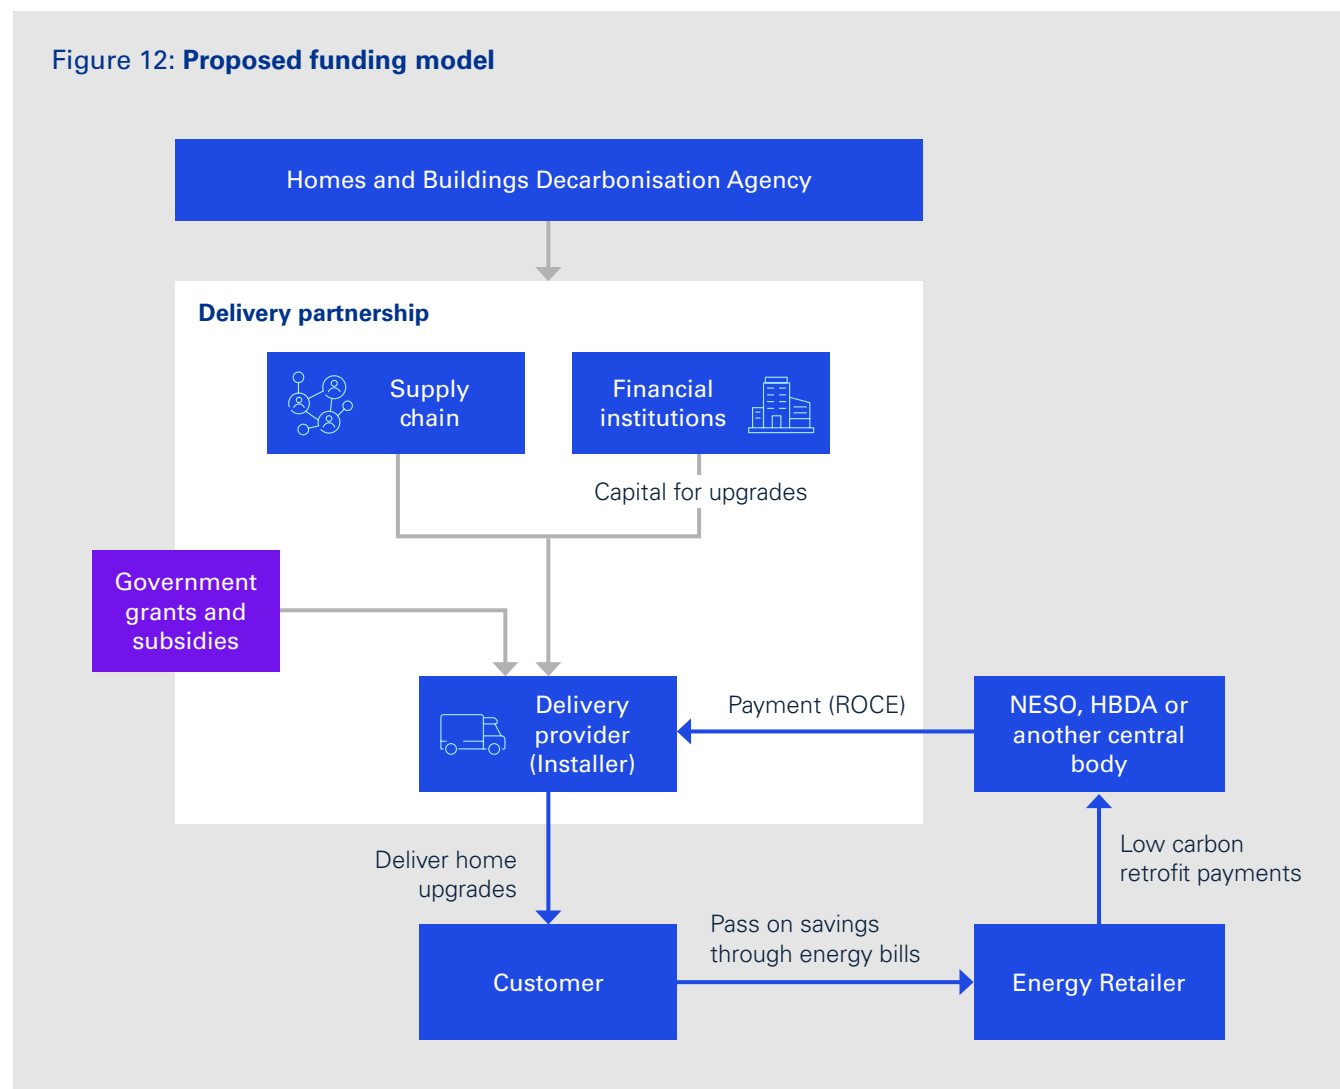 Figure 12: Proposed funding model
Homes and Buildings Decarbonisation Agency
Delivery partnership
Supply
chain
Financial
institutions
Capital for upgrades
Government
grants and
subsidies
Delivery
provider
(Installer)
Payment (ROCE)
NESO, HBDA or
another central
body
Deliver home
upgrades
Low carbon
retrofit payments
Customer
Pass on savings
through energy bills
Energy Retailer